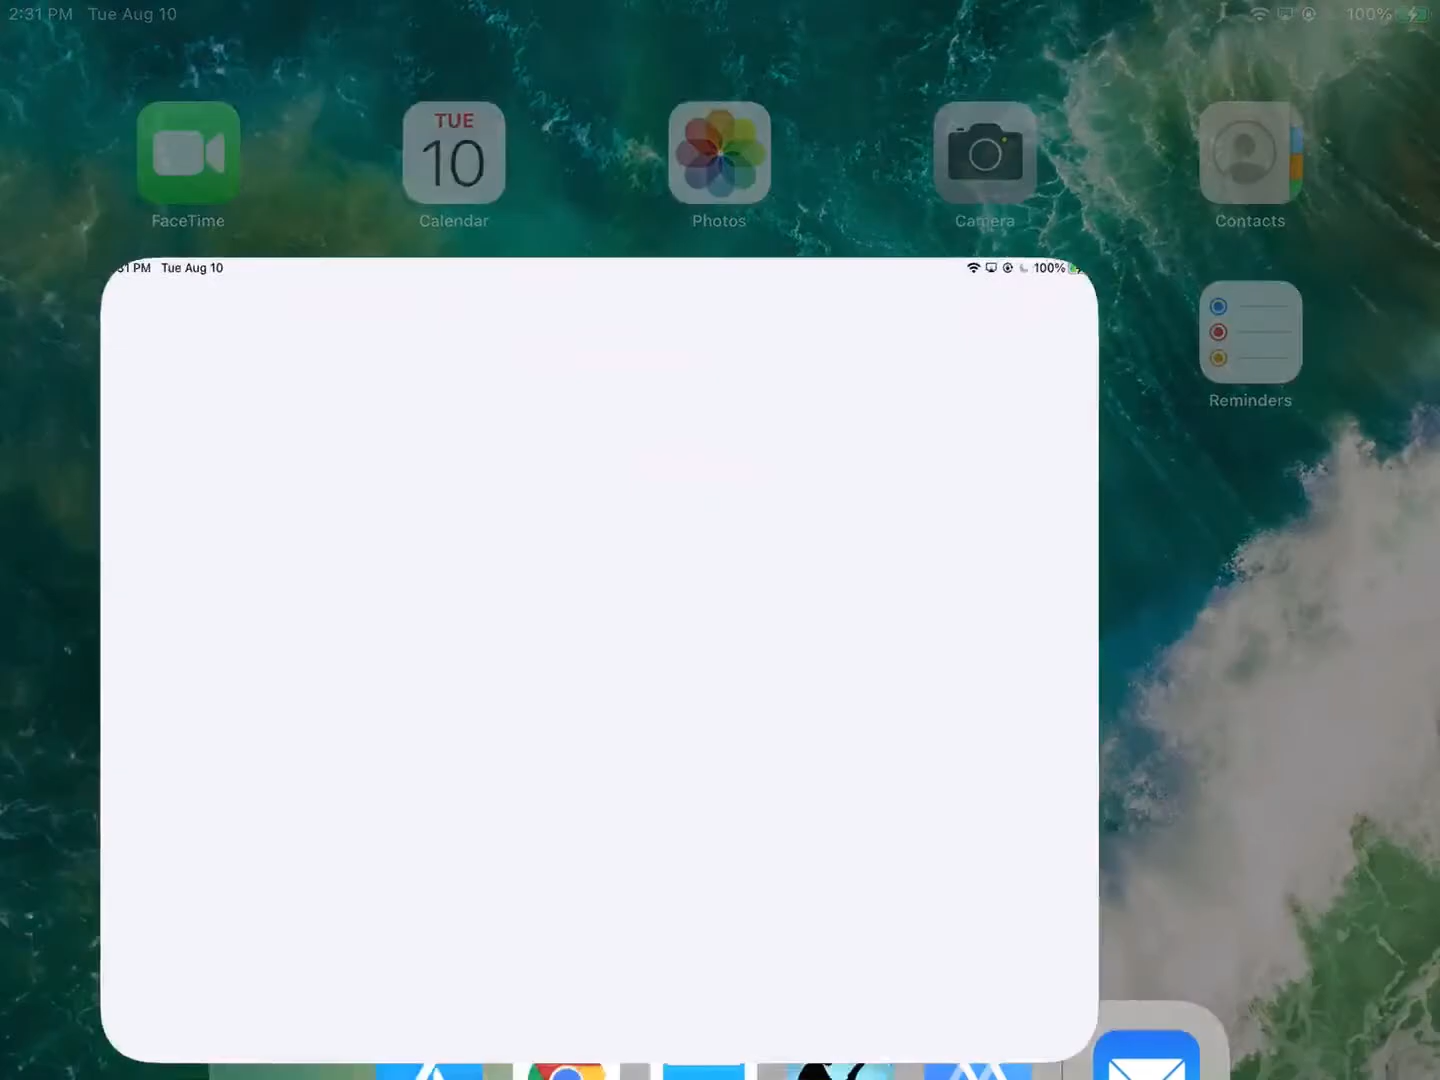 2:31 PM Tue Aug 10
100%
TUE
10
FaceTime
Calendar
Photos
Camera
Contacts
31 PM Tue Aug 10
100%
Reminders